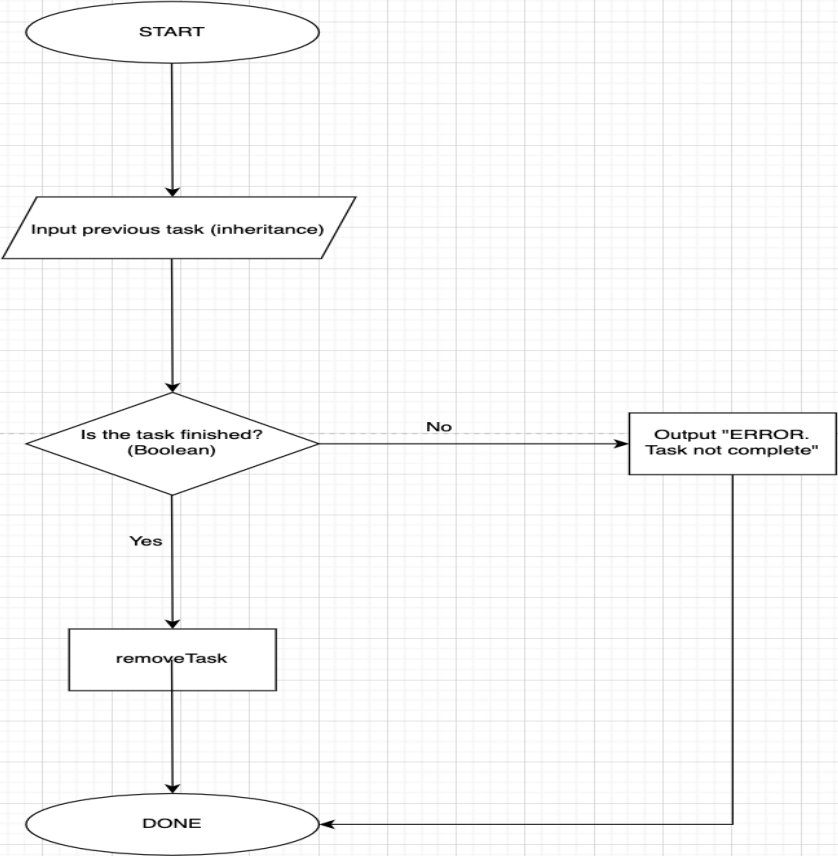 START
Input previous task (inheritance)
Is the task finished?
(Boolean)
No
Output "ERROR.
Task not complete"
Yes
removeTask
DONE